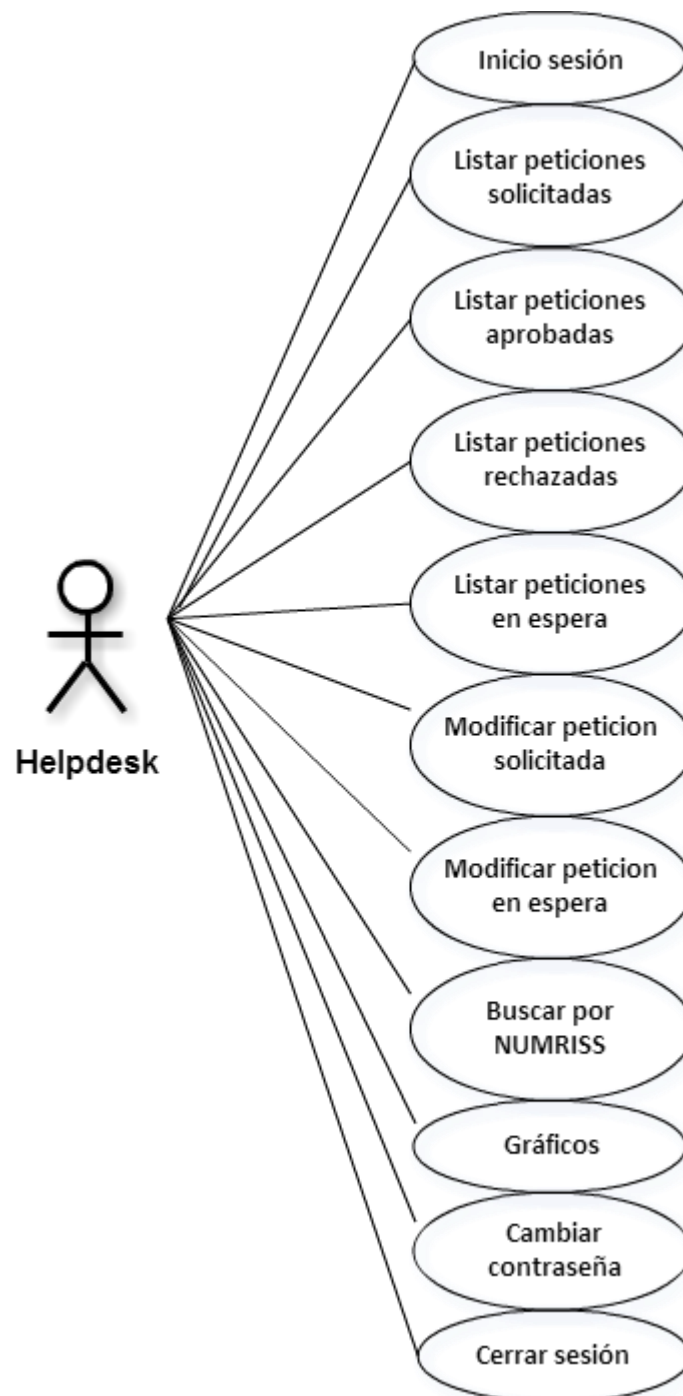 Inicio sesión
Listar peticiones
solicitadas
Listar peticiones
aprobadas
Listar peticiones
rechazadas
Listar peticiones
en espera
Modificar peticion
solicitada
Modificar peticion
en espera
Buscar por
NUMRISS
Gráficos
Cambiar
contraseña
Cerrar sesión
Helpdesk